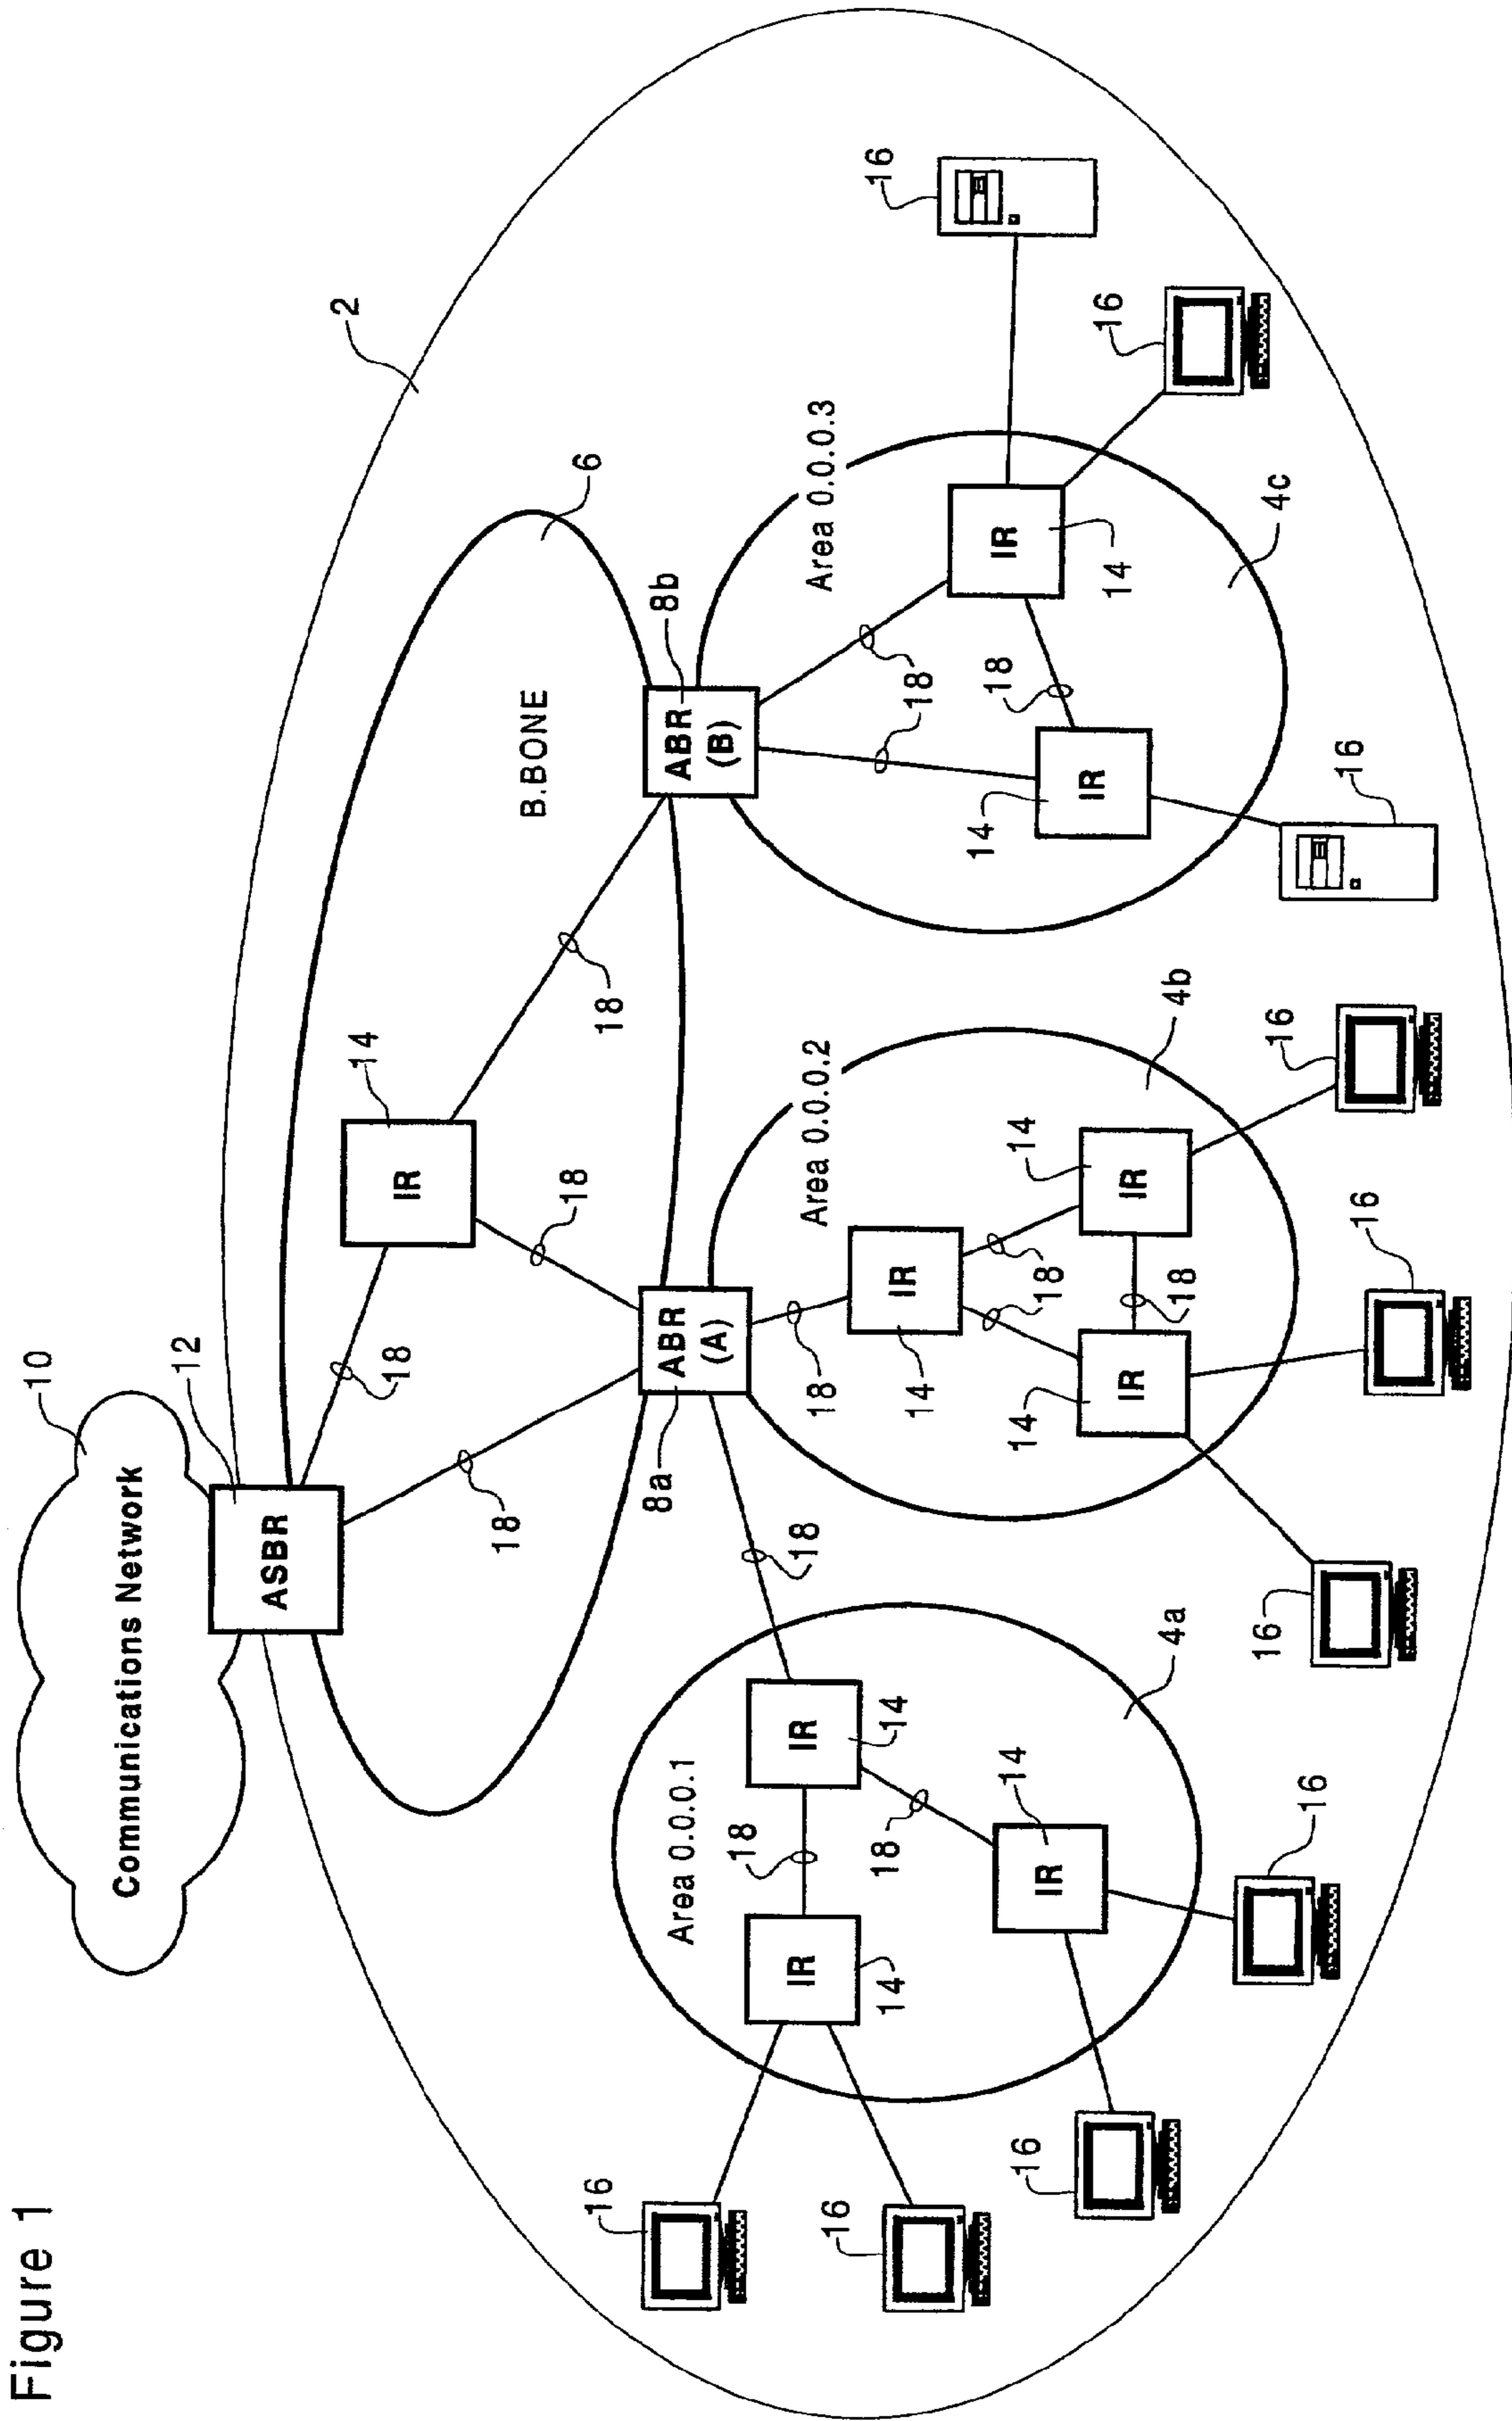 Figure 1
Communications Network
10
12
ASBR
2
18
18
14
IR
18
18
6
B.BONE
8a
ABR
(A)
8b
ABR
(B)
18
18
18
18
Area 0.0.0.1
IR
14
18
IR
14
18
14
IR
4a
16
16
16
16
Area 0.0.0.2
IR
14
18
18
14
IR
18
14
IR
4b
16
16
16
Area 0.0.0.3
IR
14
18
14
IR
4c
16
16
16